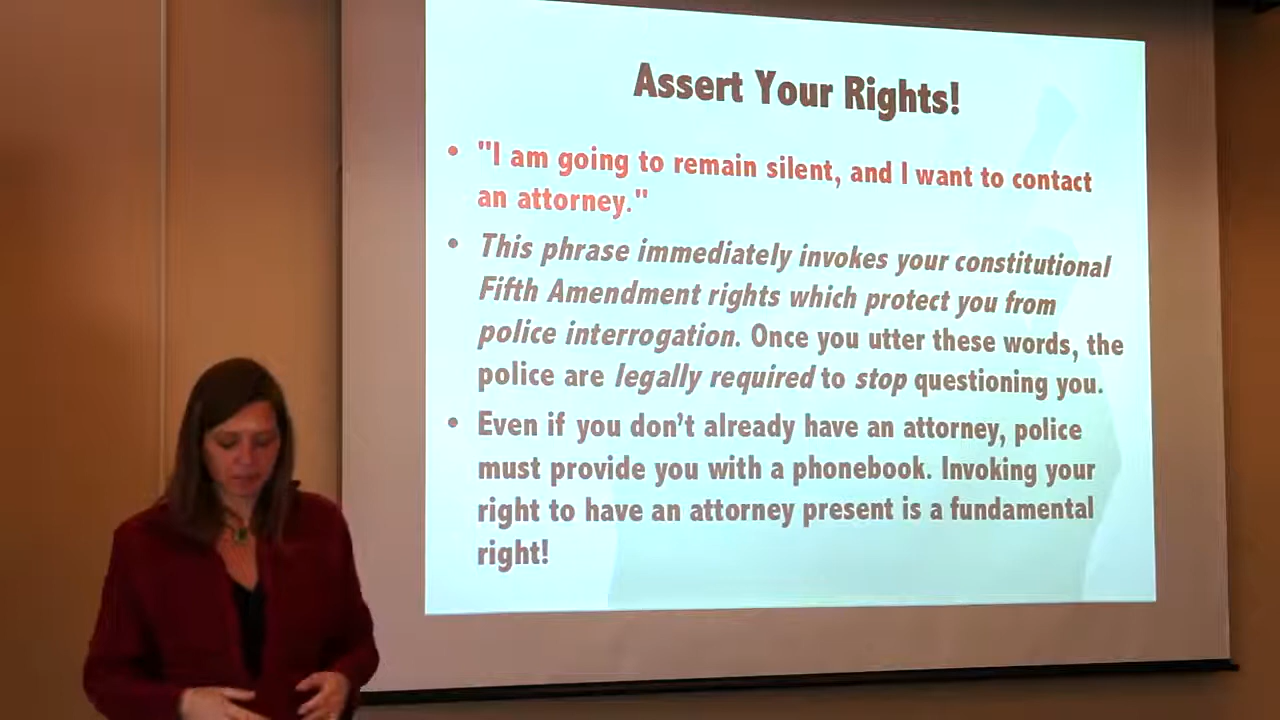 Assert Your Rights!
• "I am going to remain silent, and I want to contact
an attorney."
• This phrase immediately invokes your constitutional
Fifth Amendment rights which protect you from
police interrogation. Once you utter these words, the
police are legally required to stop questioning you.
• Even if you don’t already have an attorney, police
must provide you with a phonebook. Invoking your
right to have an attorney present is a fundamental
right!